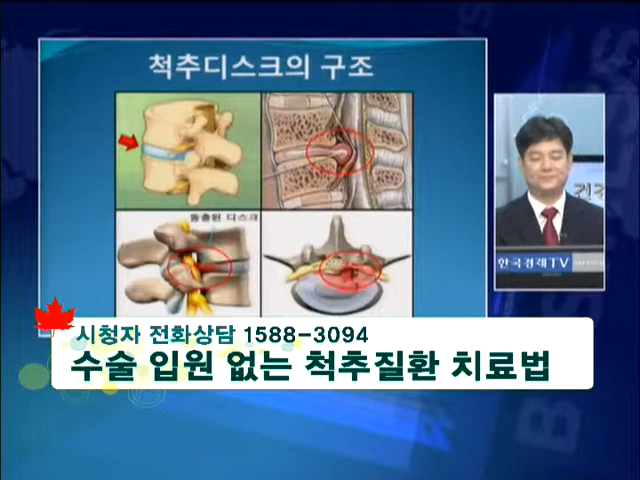 척추디스크의 구조
돌출된 디스크
건강
한국경제TV
시청자 전화상담 1588-3094
수술 입원 없는 척추질환 치료법